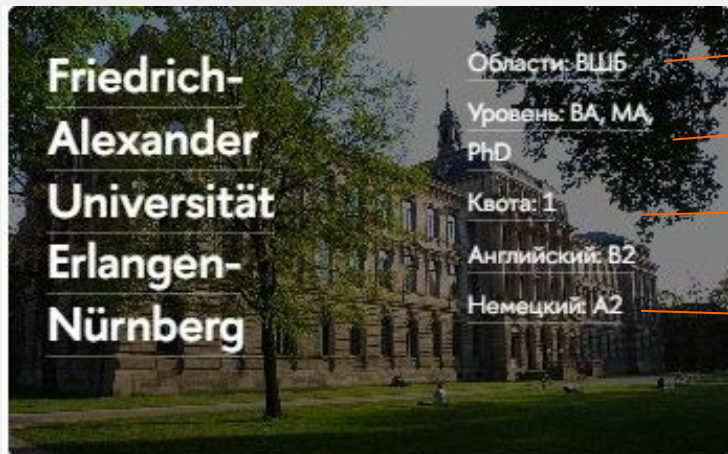 Friedrich-
Alexander
Universität
Erlangen-
Nürnberg
Области: ВШБ
Уровень: BA, MA,
PhD
Квота: 1
Английский: B2
Немецкий: A2